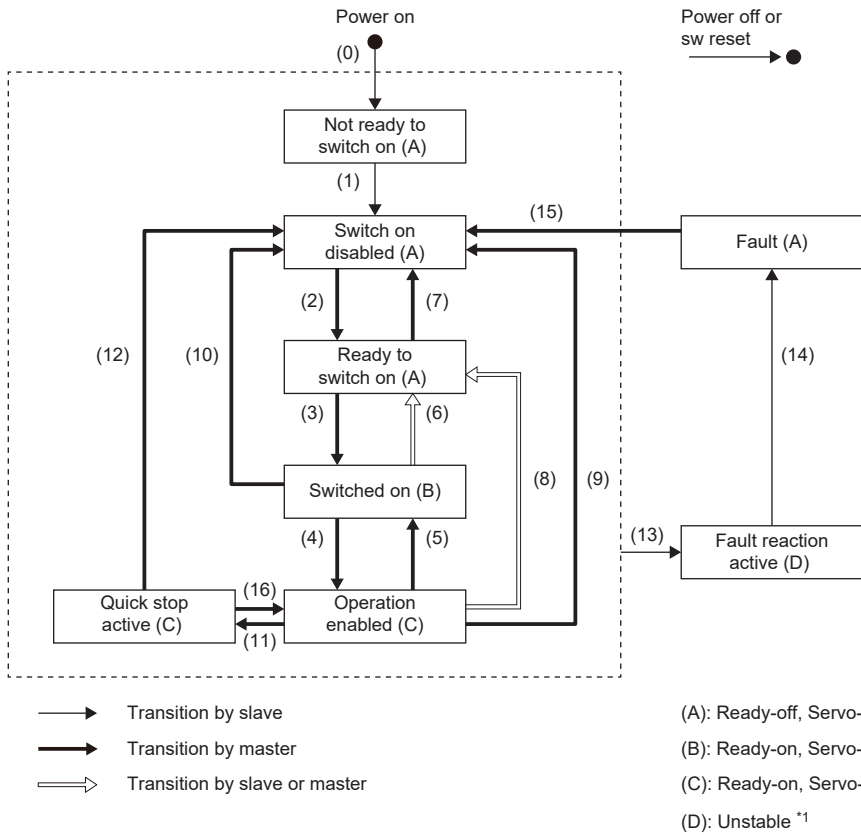 Power on
Power off or
sw reset
(0)
Not ready to
switch on (A)
(1)
Switch on
disabled (A)
(15)
Fault (A)
(2)
(7)
(12)
(10)
Ready to
switch on (A)
(14)
(3)
(6)
(8)
(9)
Switched on (B)
(4)
(5)
(13)
Fault reaction
active (D)
Quick stop
active (C)
(16)
(11)
Operation
enabled (C)
Transition by slave
Transition by master
Transition by slave or master
(A): Ready-off, Servo-
(B): Ready-on, Servo-
(C): Ready-on, Servo-
(D): Unstable *1